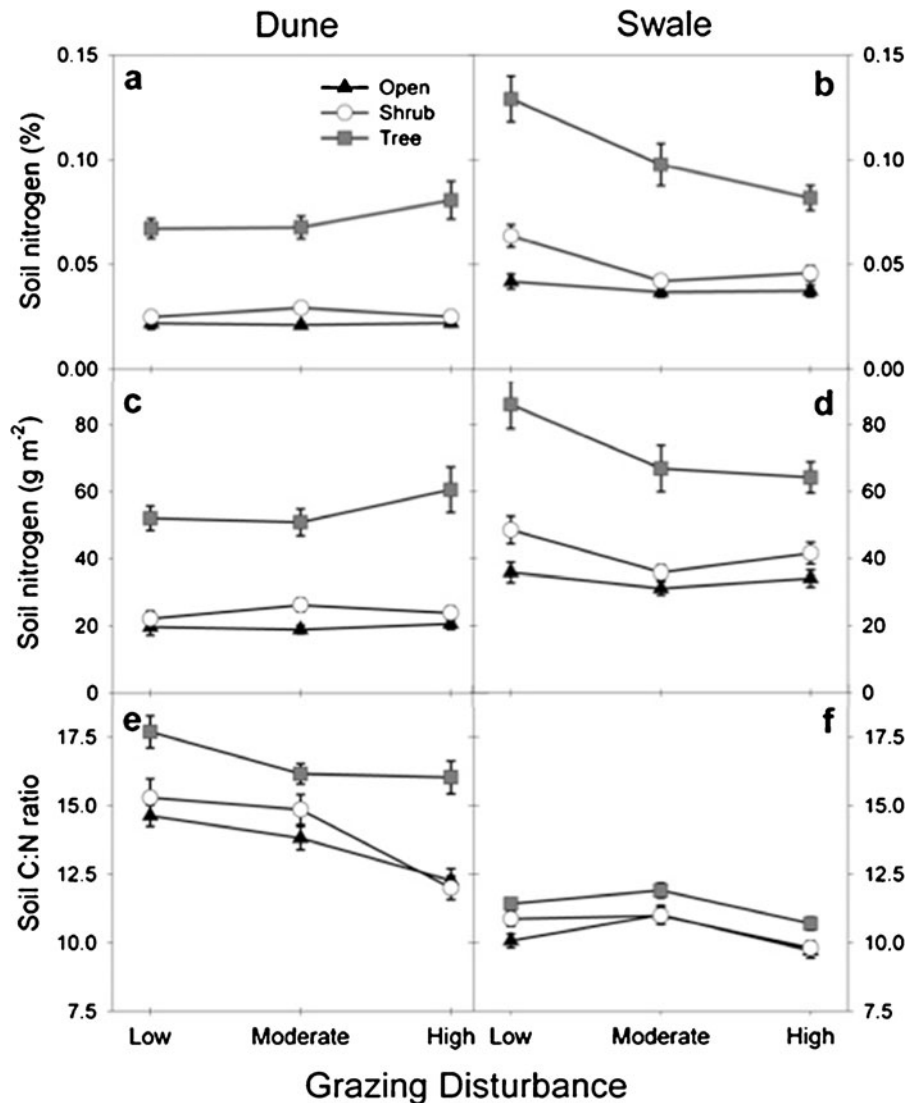 Dune Swale
0.15 a Open b 0.15
Shrub
Tree
0.10 0.10
Soil nitrogen (%)
0.05 0.05
0.00 0.00
c d
80 80
60 60
Soil nitrogen (g m-2)
40 40
20 20
0 0
e f
17.5 17.5
15.0 15.0
Soil C:N ratio
12.5 12.5
10.0 10.0
7.5 7.5
Low Moderate High Low Moderate High
Grazing Disturbance